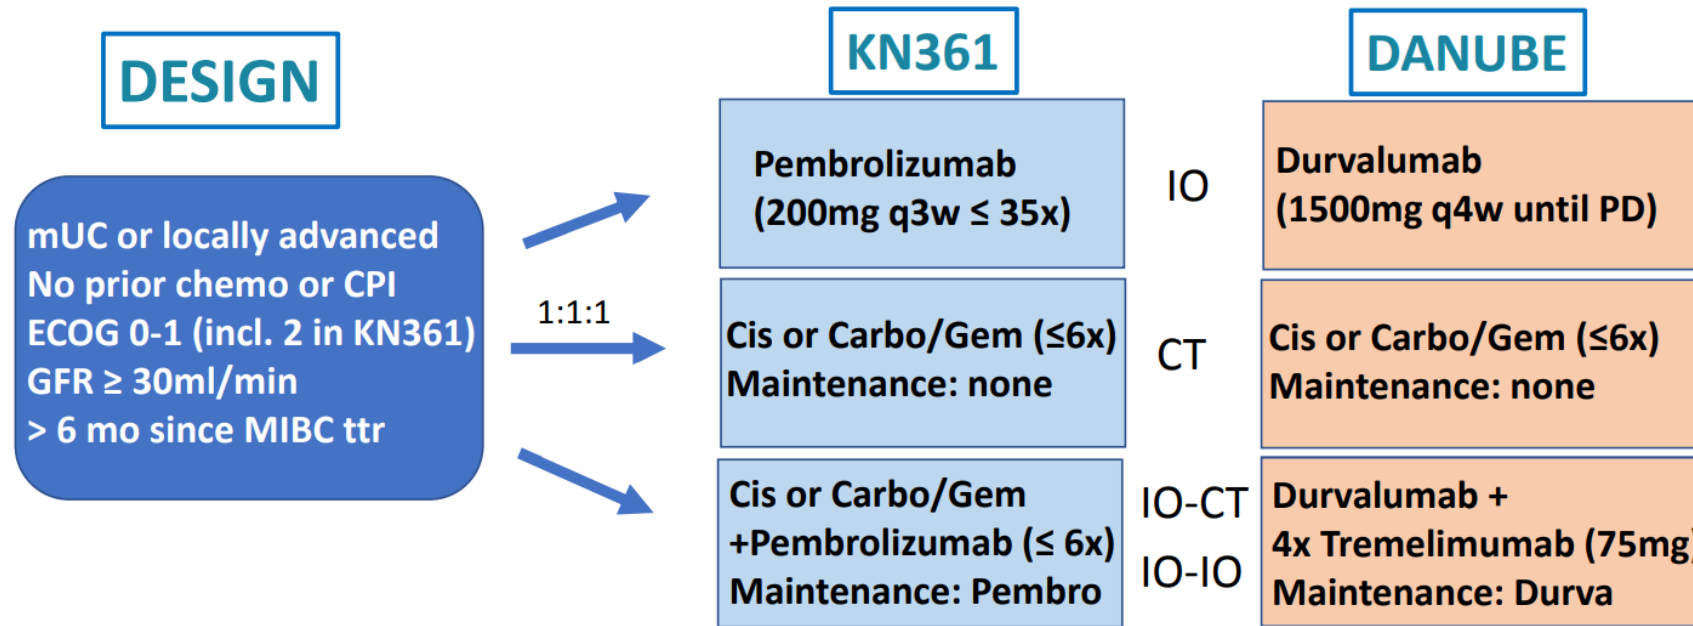 DESIGN
KN361
DANUBE
mUC or locally advanced
No prior chemo or CPI
ECOG 0-1 (incl. 2 in KN361)
GFR ≥ 30ml/min
> 6 mo since MIBC ttr
1:1:1
Pembrolizumab
(200mg q3w ≤ 35x)
IO
Durvalumab
(1500mg q4w until PD)
Cis or Carbo/Gem (≤6x)
Maintenance: none
CT
Cis or Carbo/Gem (≤6x)
Maintenance: none
Cis or Carbo/Gem
+Pembrolizumab (≤ 6x)
Maintenance: Pembro
IO-CT
IO-IO
Durvalumab +
4x Tremelimumab (75mg)
Maintenance: Durva